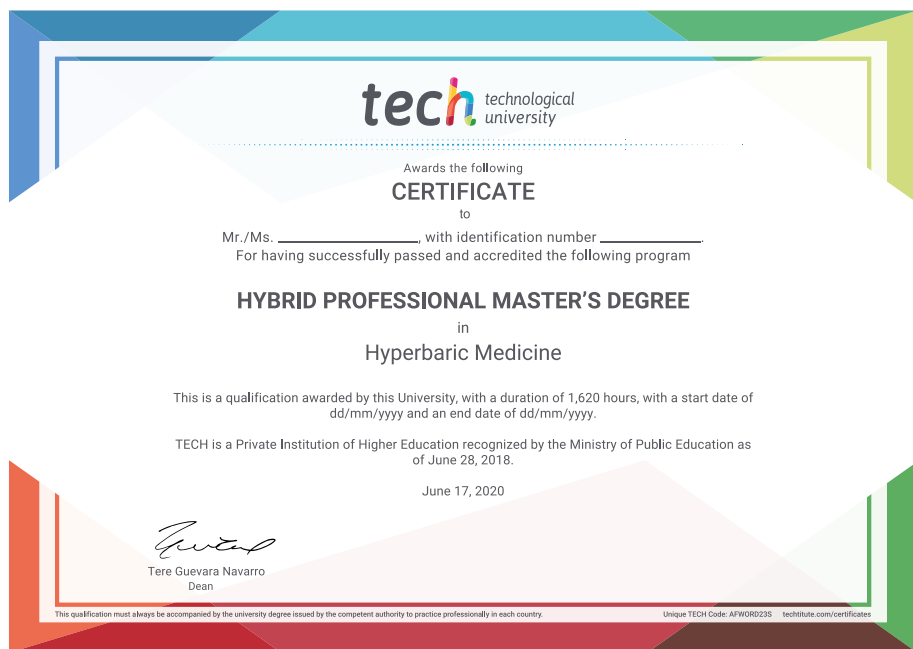 tech technological
university
Awards the following
CERTIFICATE
to
Mr./Ms. ____________________, with identification number ______________.
For having successfully passed and accredited the following program
HYBRID PROFESSIONAL MASTER'S DEGREE
in
Hyperbaric Medicine
This is a qualification awarded by this University, with a duration of 1,620 hours, with a start date of
dd/mm/yyyy and an end date of dd/mm/yyyy.
TECH is a Private Institution of Higher Education recognized by the Ministry of Public Education as
of June 28, 2018.
June 17, 2020
Tere Guevara Navarro
Dean
This qualification must always be accompanied by the university degree issued by the competent authority to practice professionally in each country. Unique TECH Code: AFWORD23S techtitute.com/certificates